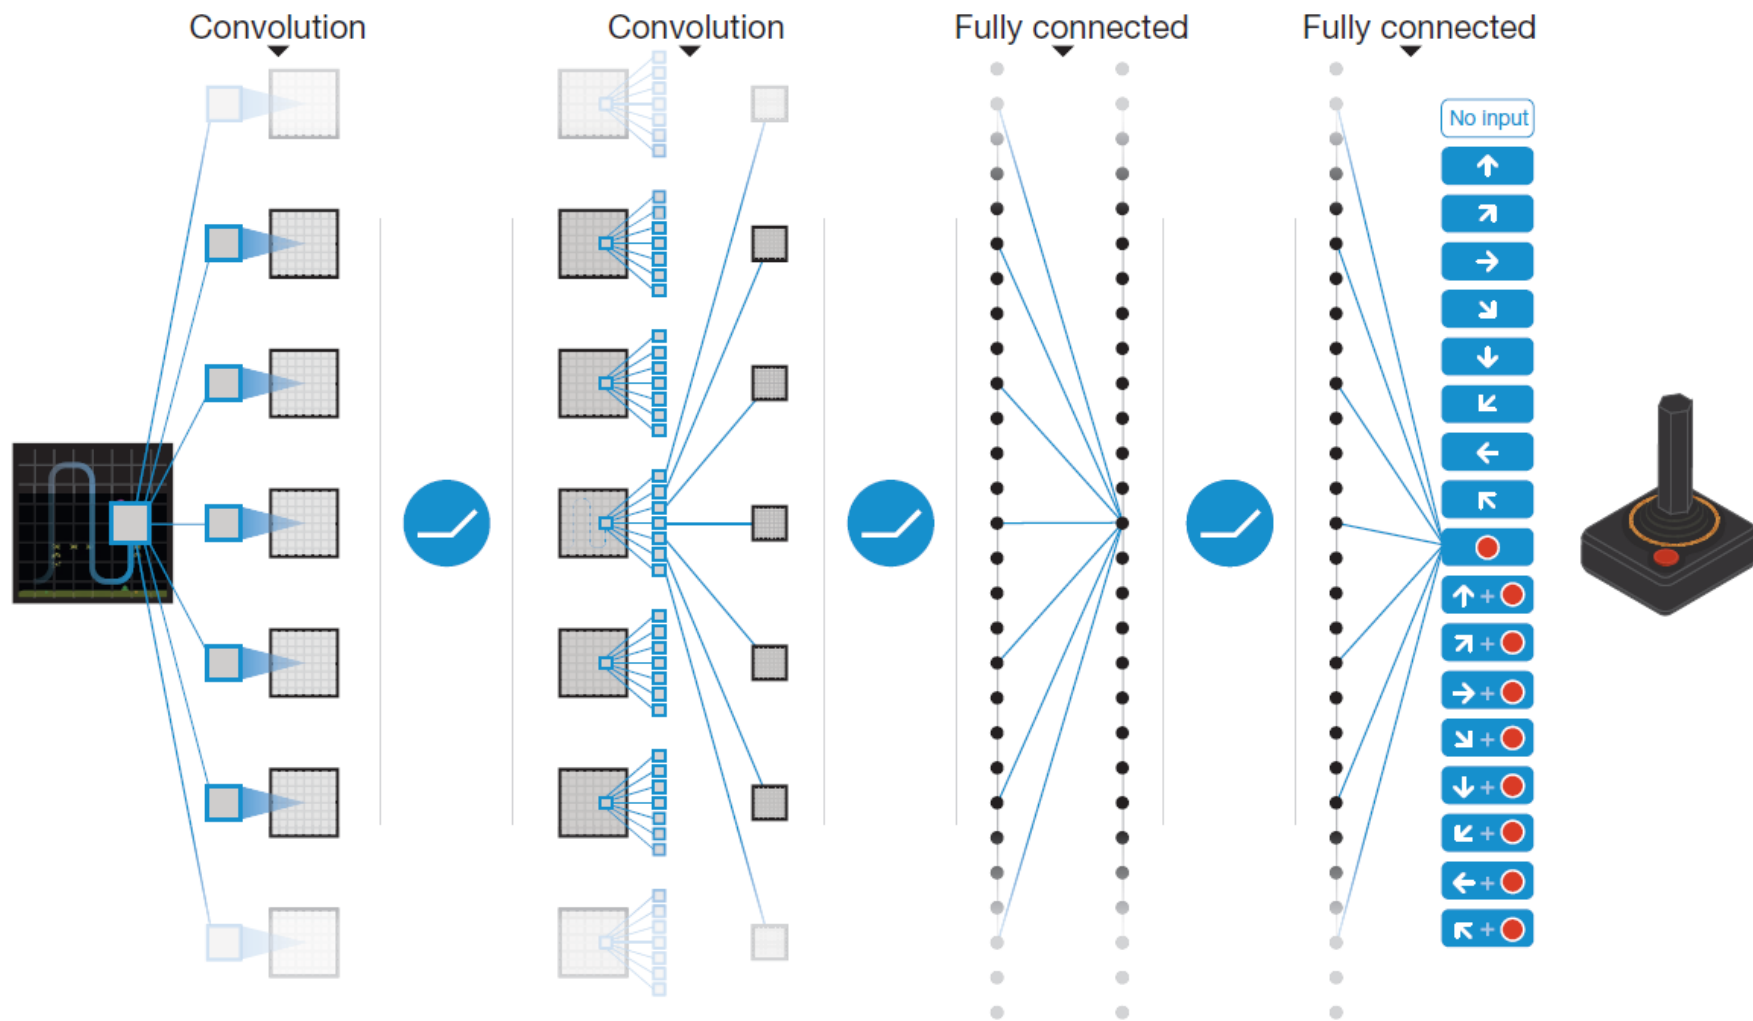 Convolution
Convolution
Fully connected
Fully connected
No input
+
+
+
+
+
+
+
+